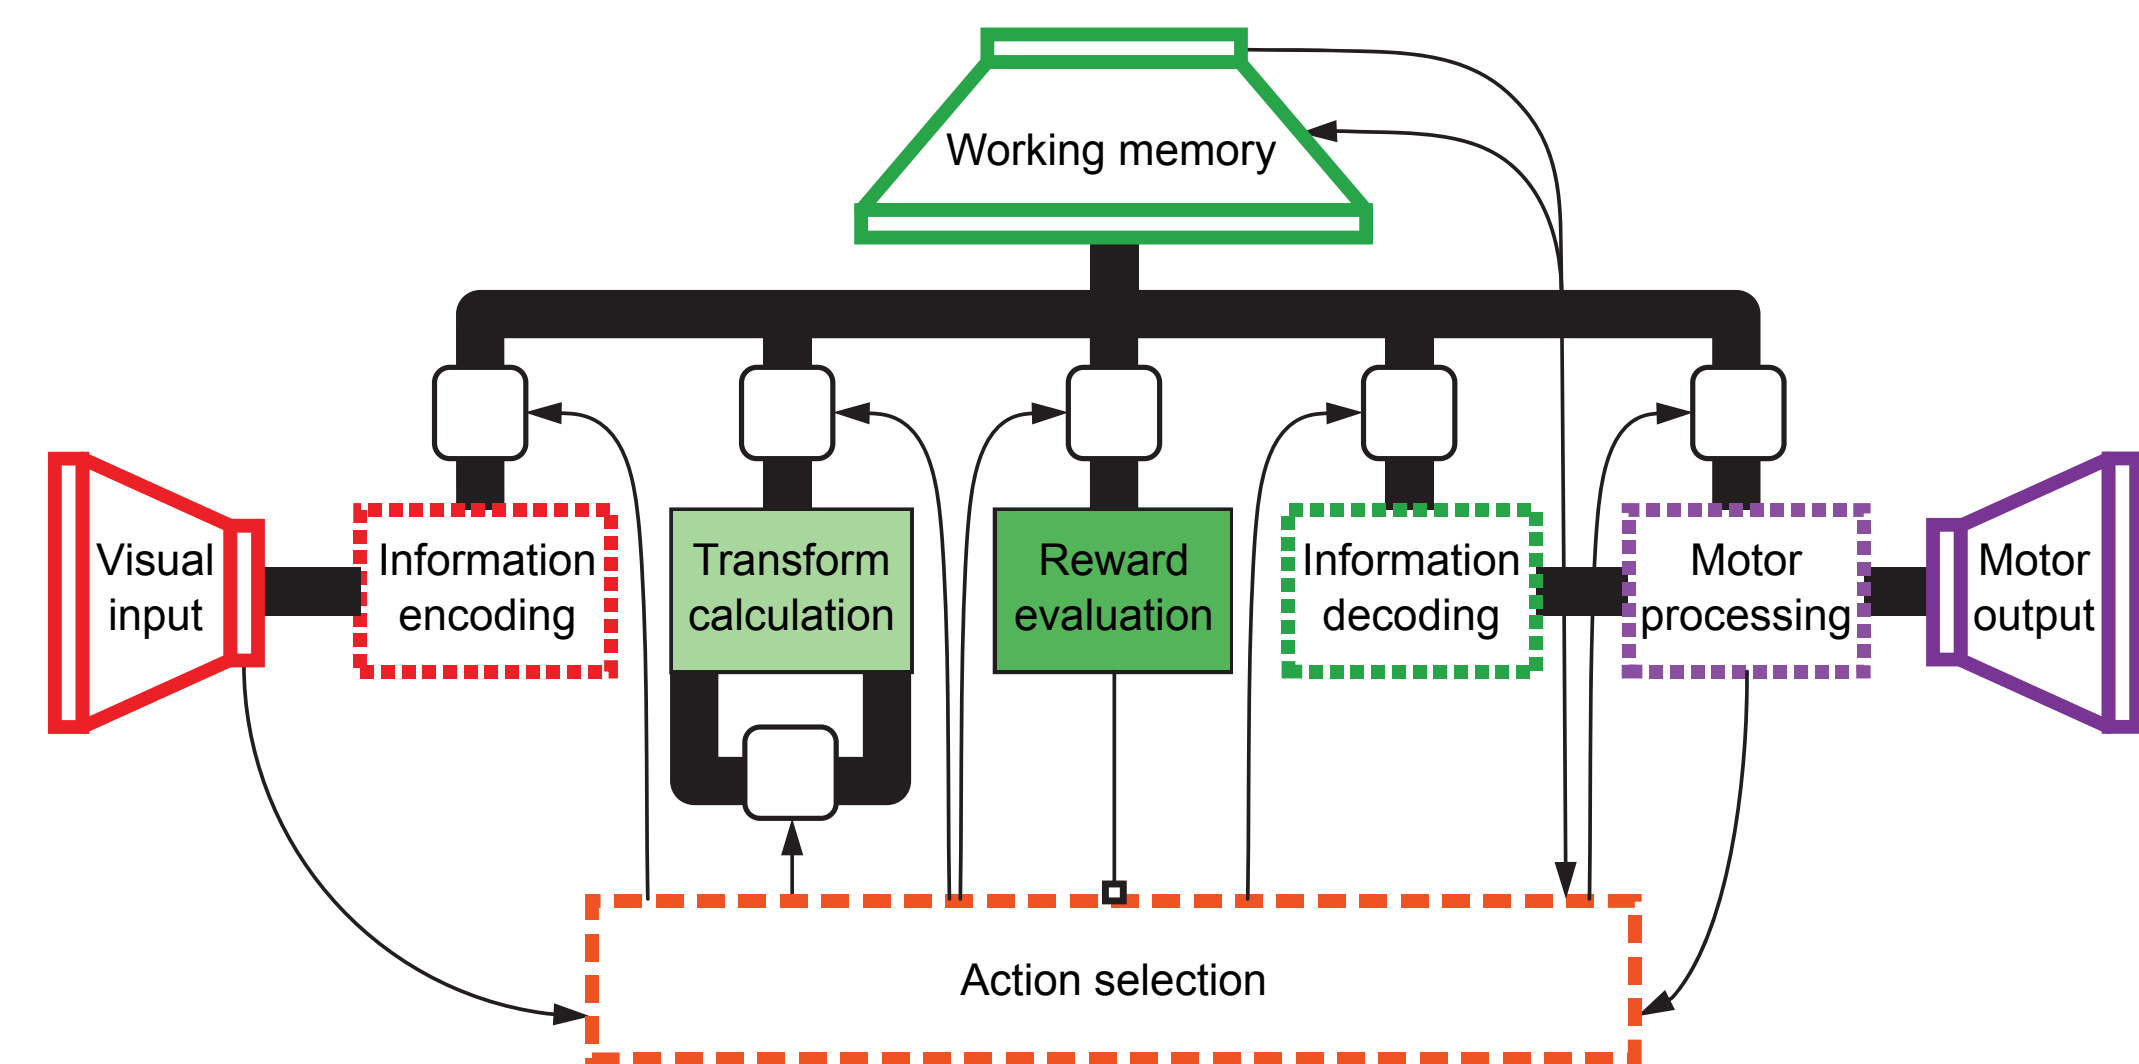 Working memory
Visual
input
Information
encoding
Transform
calculation
Reward
evaluation
Information
decoding
Motor
processing
Motor
output
Action selection